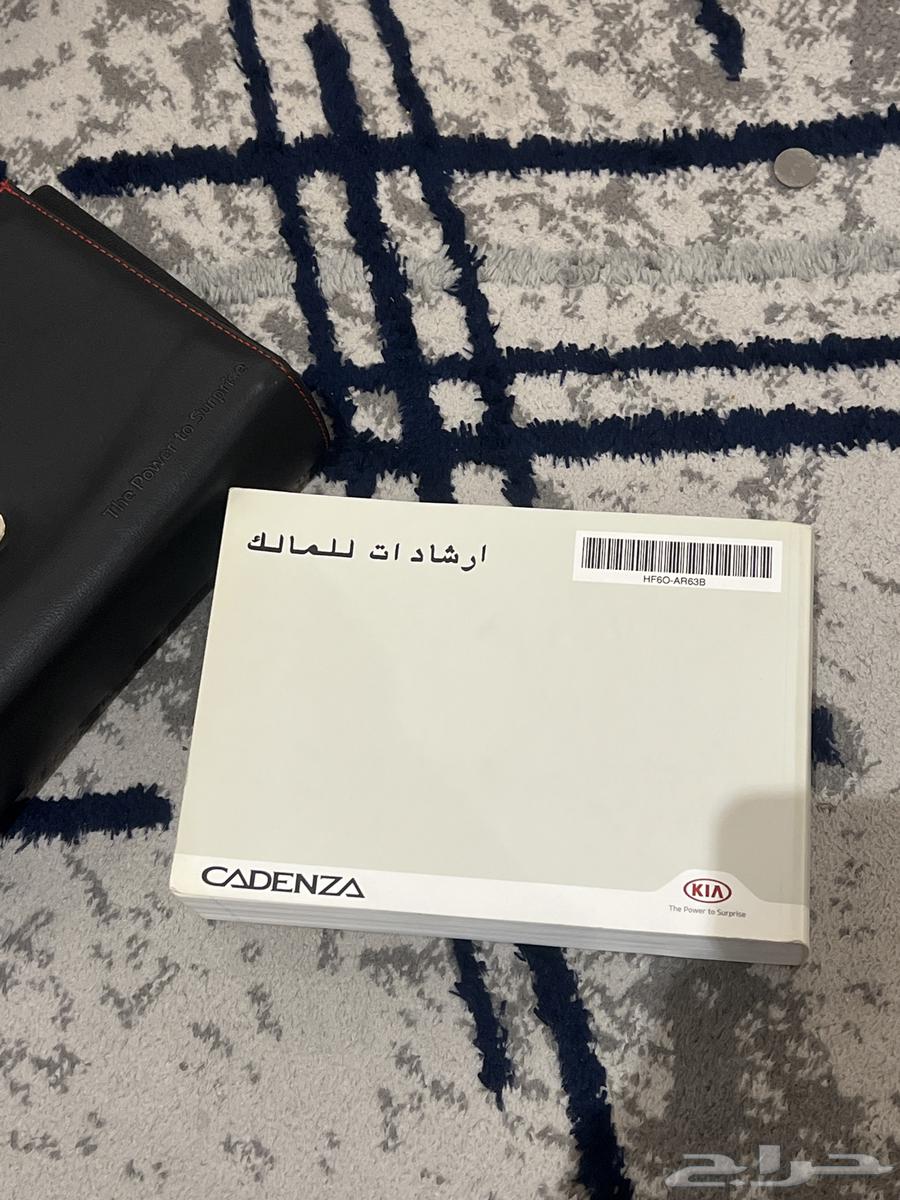 The Power to Surprise
ارشادات للمالك
HF6O-AR63B
CADENZA
KIA
The Power to Surprise
حراج